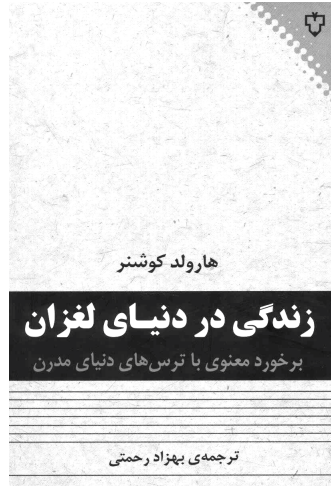 هارولد کوشنر
زندگی در دنیای لغزان
برخورد معنوی با ترس‌های دنیای مدرن
ترجمه‌ی بهزاد رحمتی